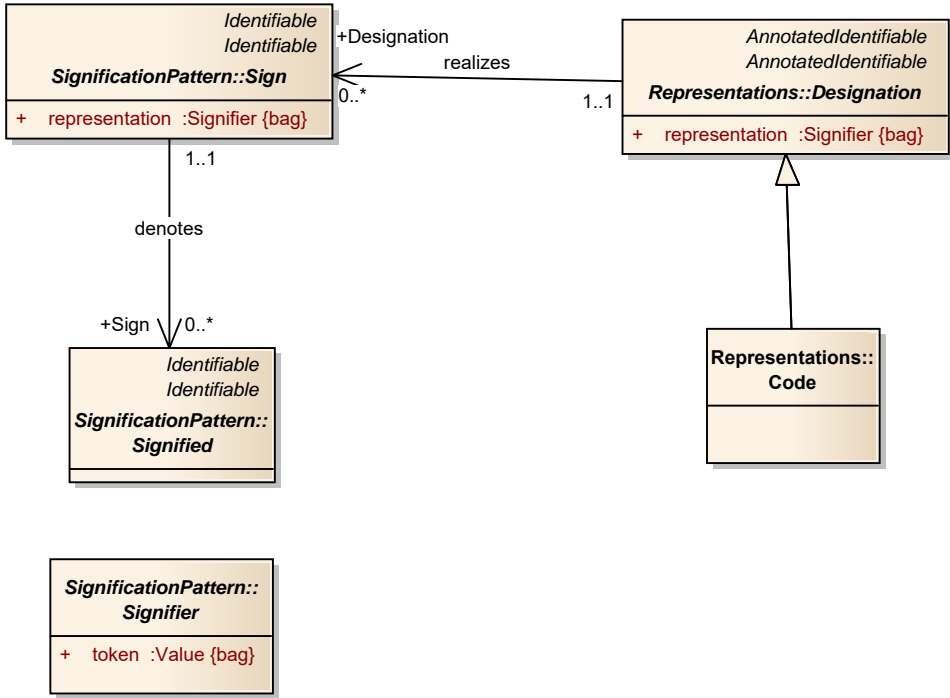 Identifiable
Identifiable
SignificationPattern::Sign
+ representation :Signifier {bag}
+Designation
realizes
0..*
1..1
AnnotatedIdentifiable
AnnotatedIdentifiable
Representations::Designation
+ representation :Signifier {bag}
1..1
denotes
+Sign
0..*
Identifiable
Identifiable
SignificationPattern::
Signified
Representations::
Code
SignificationPattern::
Signifier
+ token :Value {bag}